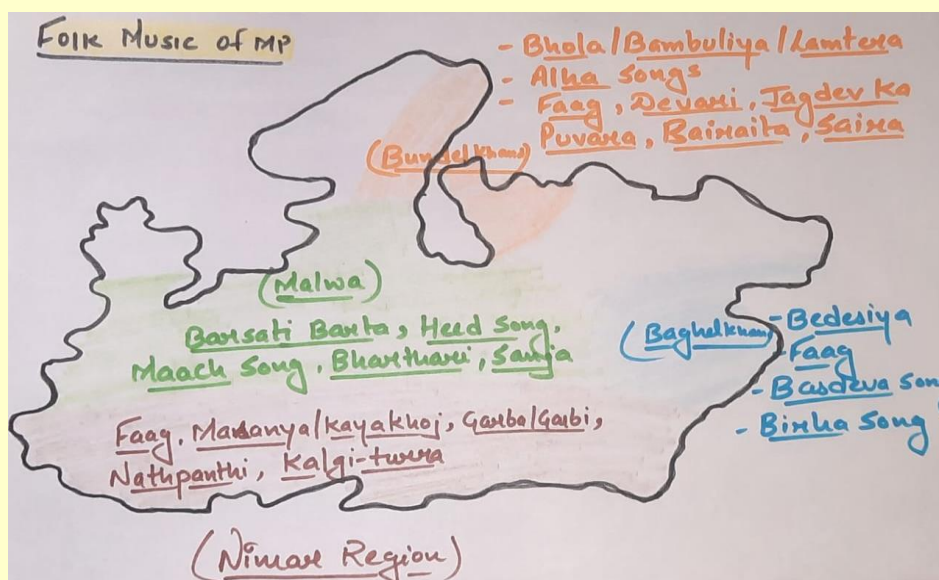 Folk Music of MP
- Bhola/Bambuliya/Lamtera
- Alha Songs
- Faag, Devari, Jagdev ka
Puvara, Bairaita, Saira
(Bundelkhand)
(Malwa)
Barsati Barta, Heed Song,
Maach Song, Bharthari, Sanja
(Baghelkhand)
- Bedesiya
- Faag
- Basdeva Son
- Birha Song
Faag, Masanya/kayakhoj, Garba/Garbi,
Nathpanthi, Kalgi-turra
(Nimar Region)